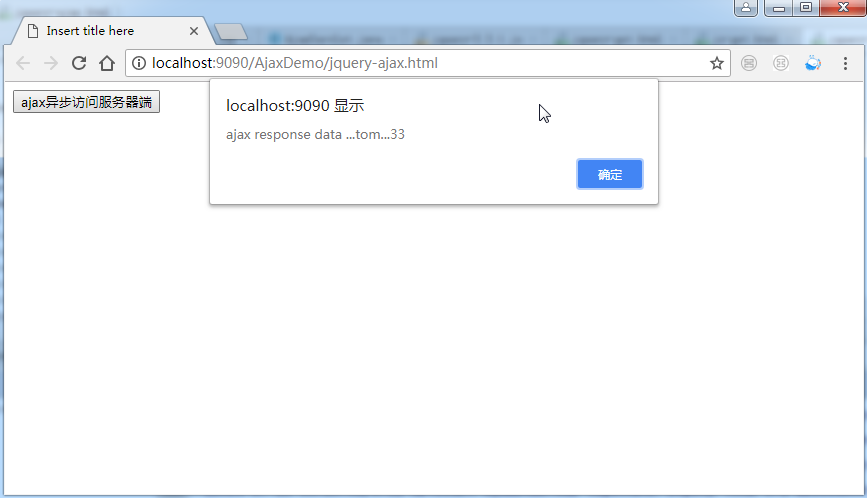 Insert title here
localhost:9090/AjaxDemo/jquery-ajax.html
ajax异步访问服务器端
localhost:9090 显示
ajax response data ...tom...33
确定